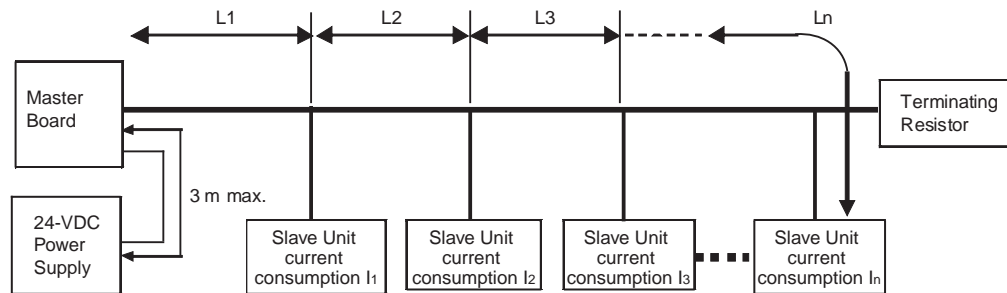 L1
L2
L3
Ln
Master
Board
Terminating
Resistor
3 m max.
24-VDC
Power
Supply
Slave Unit
current
consumption I1
Slave Unit
current
consumption I2
Slave Unit
current
consumption I3
Slave Unit
current
consumption In